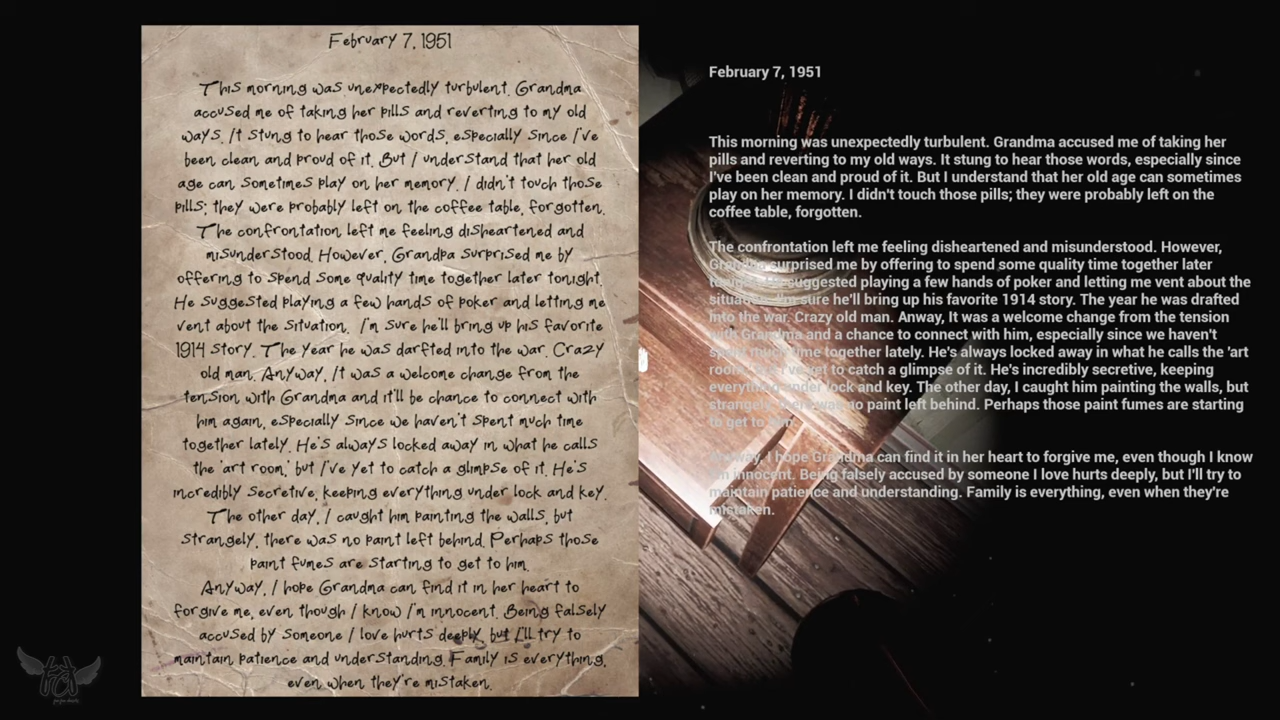 February 7, 1951
This morning was unexpectedly turbulent. Grandma
accused me of taking her pills and reverting to my old
ways. It stung to hear those words, especially since I've
been clean and proud of it. But I understand that her old
age can sometimes play on her memory. I didn't touch those
pills; they were probably left on the coffee table, forgotten.
The confrontation left me feeling disheartened and
misunderstood. However, Grandpa surprised me by
offering to spend some quality time together later tonight.
He suggested playing a few hands of poker and letting me
vent about the situation. I'm sure he'll bring up his favorite
1914 story. The year he was darfted into the war. Crazy
old man. Anyway, It was a welcome change from the
tension with Grandma and it'll be chance to connect with
him again, especially since we haven't spent much time
together lately. He's always locked away in what he calls
the 'art room,' but I've yet to catch a glimpse of it. He's
incredibly secretive, keeping everything under lock and key.
The other day, I caught him painting the walls, but
strangely, there was no paint left behind. Perhaps those
paint fumes are starting to get to him.
Anyway, I hope Grandma can find it in her heart to
forgive me, even though I know I'm innocent. Being falsely
accused by someone I love hurts deeply, but I'll try to
maintain patience and understanding. Family is everything,
even when they're mistaken.
February 7, 1951
This morning was unexpectedly turbulent. Grandma accused me of taking her
pills and reverting to my old ways. It stung to hear those words, especially since
I've been clean and proud of it. But I understand that her old age can sometimes
play on her memory. I didn't touch those pills; they were probably left on the
coffee table, forgotten.
The confrontation left me feeling disheartened and misunderstood. However,
surprised me by offering to spend some quality time together later
suggested playing a few hands of poker and letting me vent about the
situation. I'm sure he'll bring up his favorite 1914 story. The year he was drafted
into the war. Crazy old man. Anway, It was a welcome change from the tension
with Grandma and a chance to connect with him, especially since we haven't
spent much time together lately. He's always locked away in what he calls the 'art
room,' but I've yet to catch a glimpse of it. He's incredibly secretive, keeping
everything under lock and key. The other day, I caught him painting the walls, but
strangely, there was no paint left behind. Perhaps those paint fumes are starting
to get to him.
Anyway, I hope Grandma can find it in her heart to forgive me, even though I know
I'm innocent. Being falsely accused by someone I love hurts deeply, but I'll try to
maintain patience and understanding. Family is everything, even when they're
mistaken.